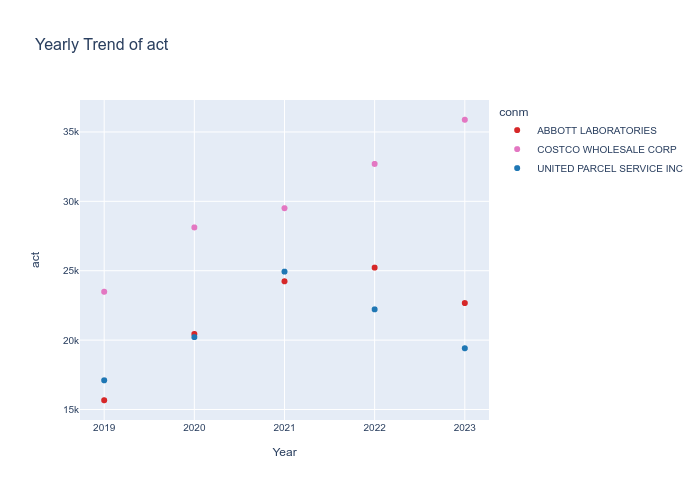 Yearly Trend of act
conm
ABBOTT LABORATORIES
COSTCO WHOLESALE CORP
UNITED PARCEL SERVICE INC
35k
30k
25k
20k
15k
act
2019 2020 2021 2022 2023
Year